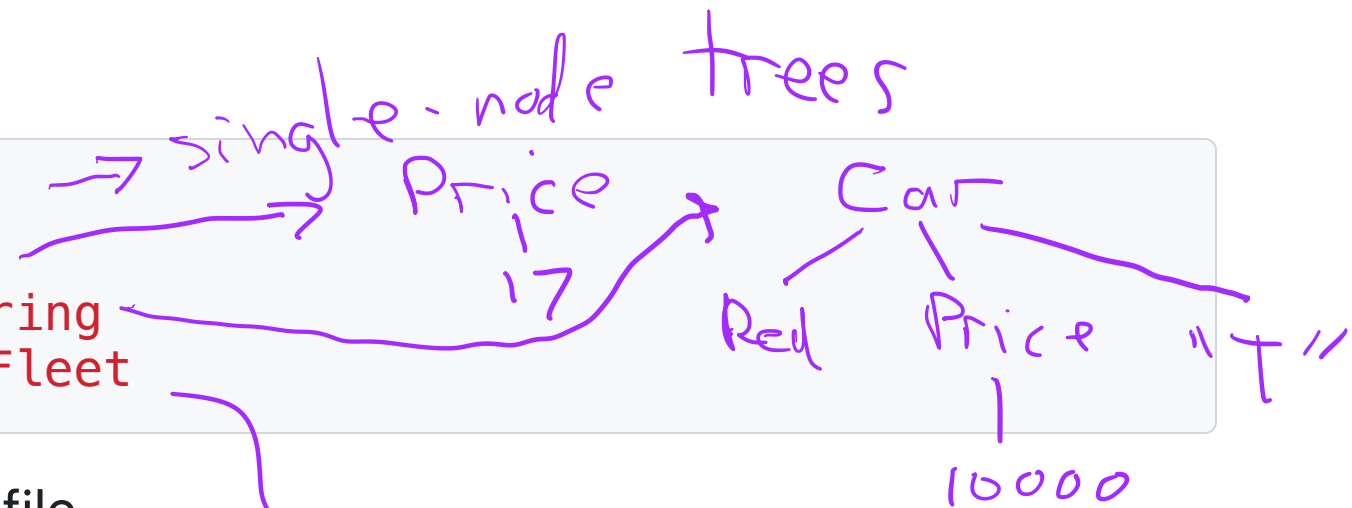 single-node trees
Price
17
Car
Red Price "T"
10000
ring
Fleet
file